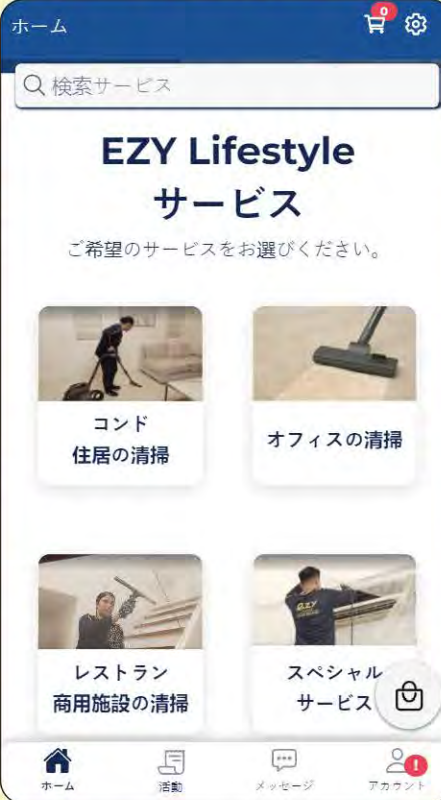 ホーム
0
検索サービス
EZY Lifestyle
サービス
ご希望のサービスをお選びください。
コンド
住居の清掃
オフィスの清掃
EZY
レストラン
商用施設の清掃
スペシャル
サービス
ホーム
活動
メッセージ
!
アカウント